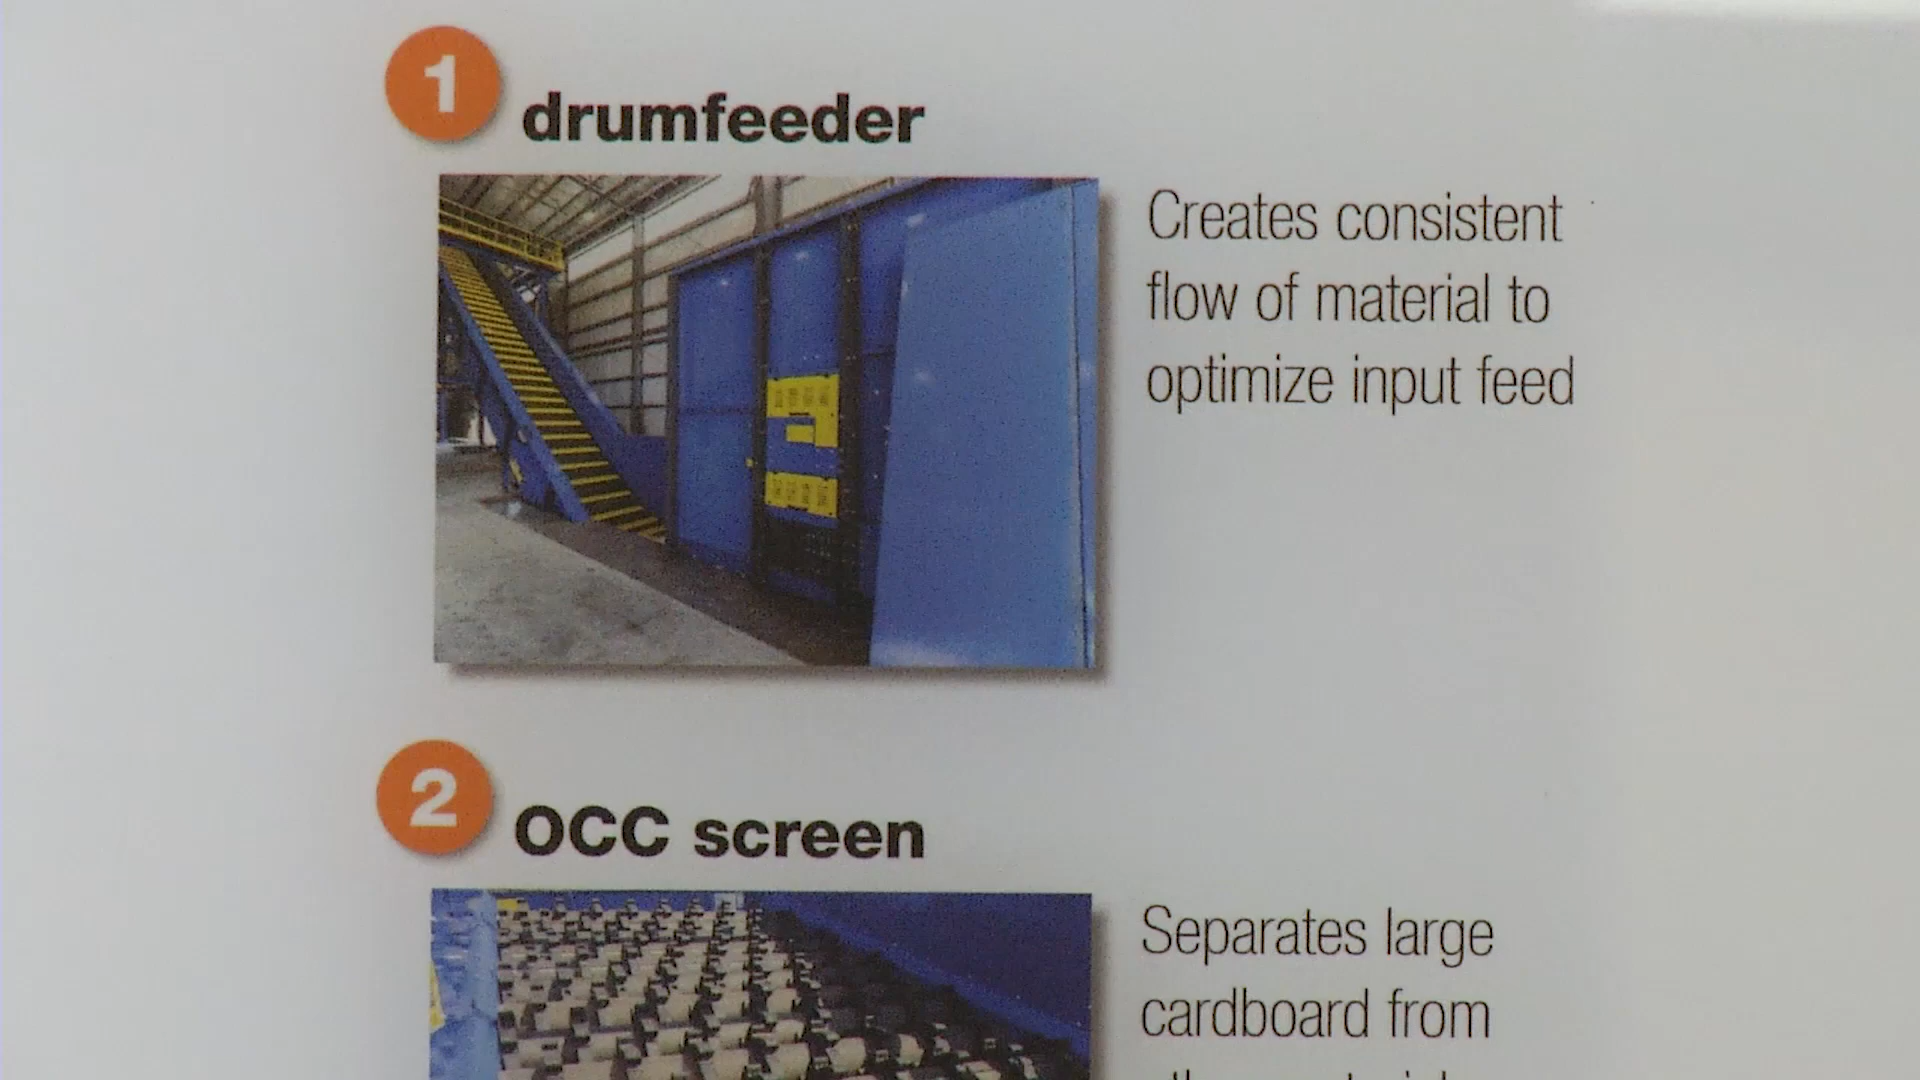 1
drumfeeder
Creates consistent
flow of material to
optimize input feed
2
OCC screen
Separates large
cardboard from